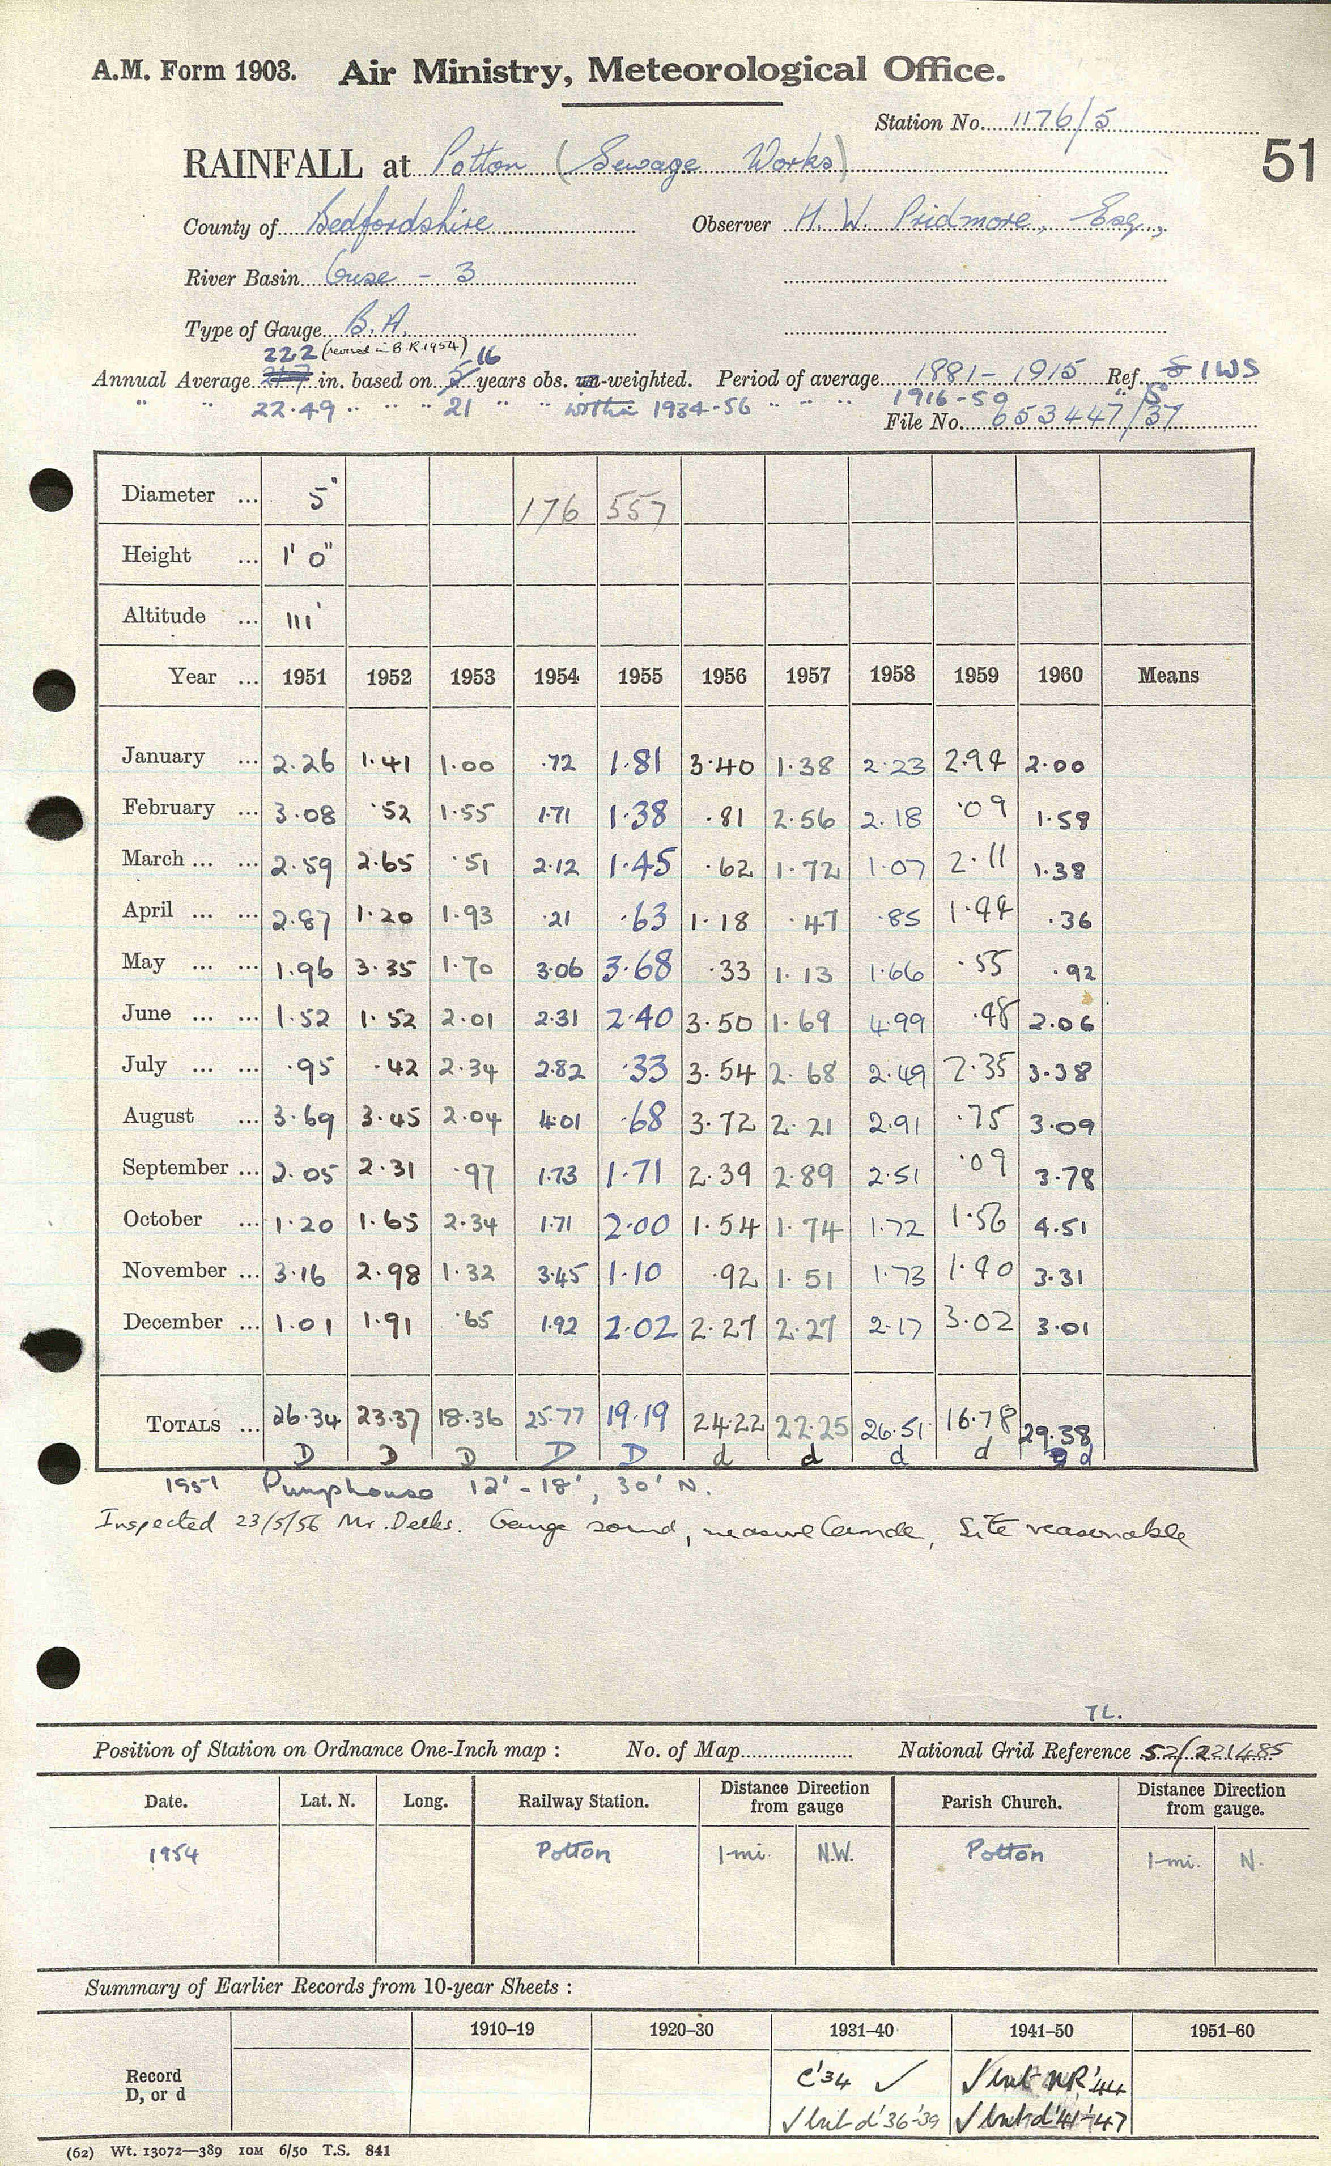 A.M. Form 1903. Air Ministry, Meteorological Office.
Station No. 1176/5
51
RAINFALL at Potton (Sewage Works)
County of Bedfordshire Observer H. W. Pridmore, Esq.,
River Basin Ouse - 3
Type of Gauge B.A.
22.2 (revised in B.R. 1954) 16
Annual Average 21.7 in. based on 5 years obs. un-weighted. Period of average 1881-1915 Ref. S IWS
" " 22.49 " " " 21 " " within 1934-56 " " " 1916-50 " S
File No. 653447/37
Diameter ... 5" 176 557
Height ... 1' 0"
Altitude ... 111'
Year ... 1951 1952 1953 1954 1955 1956 1957 1958 1959 1960 Means
January ... 2.26 1.41 1.00 .72 1.81 3.40 1.38 2.23 2.94 2.00
February ... 3.08 .52 1.55 1.71 1.38 .81 2.56 2.18 .09 1.58
March ... ... 2.59 2.65 .51 2.12 1.45 .62 1.72 1.07 2.11 1.38
April ... ... 2.87 1.20 1.93 .21 .63 1.18 .47 .85 1.44 .36
May ... ... 1.96 3.35 1.70 3.06 3.68 .33 1.13 1.66 .55 .92
June ... ... 1.52 1.52 2.01 2.31 2.40 3.50 1.69 4.99 .48 2.06
July ... ... .95 .42 2.34 2.82 .33 3.54 2.68 2.49 2.35 3.38
August ... 3.69 3.45 2.04 4.01 .68 3.72 2.21 2.91 .75 3.09
September ... 2.05 2.31 .97 1.73 1.71 2.39 2.89 2.51 .09 3.78
October ... 1.20 1.65 2.34 1.71 2.00 1.54 1.74 1.72 1.56 4.51
November ... 3.16 2.98 1.32 3.45 1.10 .92 1.51 1.73 1.40 3.31
December ... 1.01 1.91 .65 1.92 2.02 2.27 2.27 2.17 3.02 3.01
TOTALS ... 26.34 23.37 18.36 25.77 19.19 24.22 22.25 26.51 16.78 29.38
D D D D D d d d d d
1951 Pumphouse 12' - 18', 30' N.
Inspected 23/5/56 Mr. Delks. Gauge sound, measure Camde, Site reasonable
TL.
Position of Station on Ordnance One-Inch map : No. of Map National Grid Reference 52/221485
Date. Lat. N. Long. Railway Station. Distance Direction from gauge Parish Church. Distance Direction from gauge.
1954 Potton 1 mi. N.W. Potton 1 mi. N.
Summary of Earlier Records from 10-year Sheets :
1910–19 1920–30 1931–40 1941–50 1951–60
Record C'34 ✓ ✓ but NR'44
D, or d ✓ but d'36-'39 ✓ but d'41-'47
(62) Wt. 13072—389 10M 6/50 T.S. 841